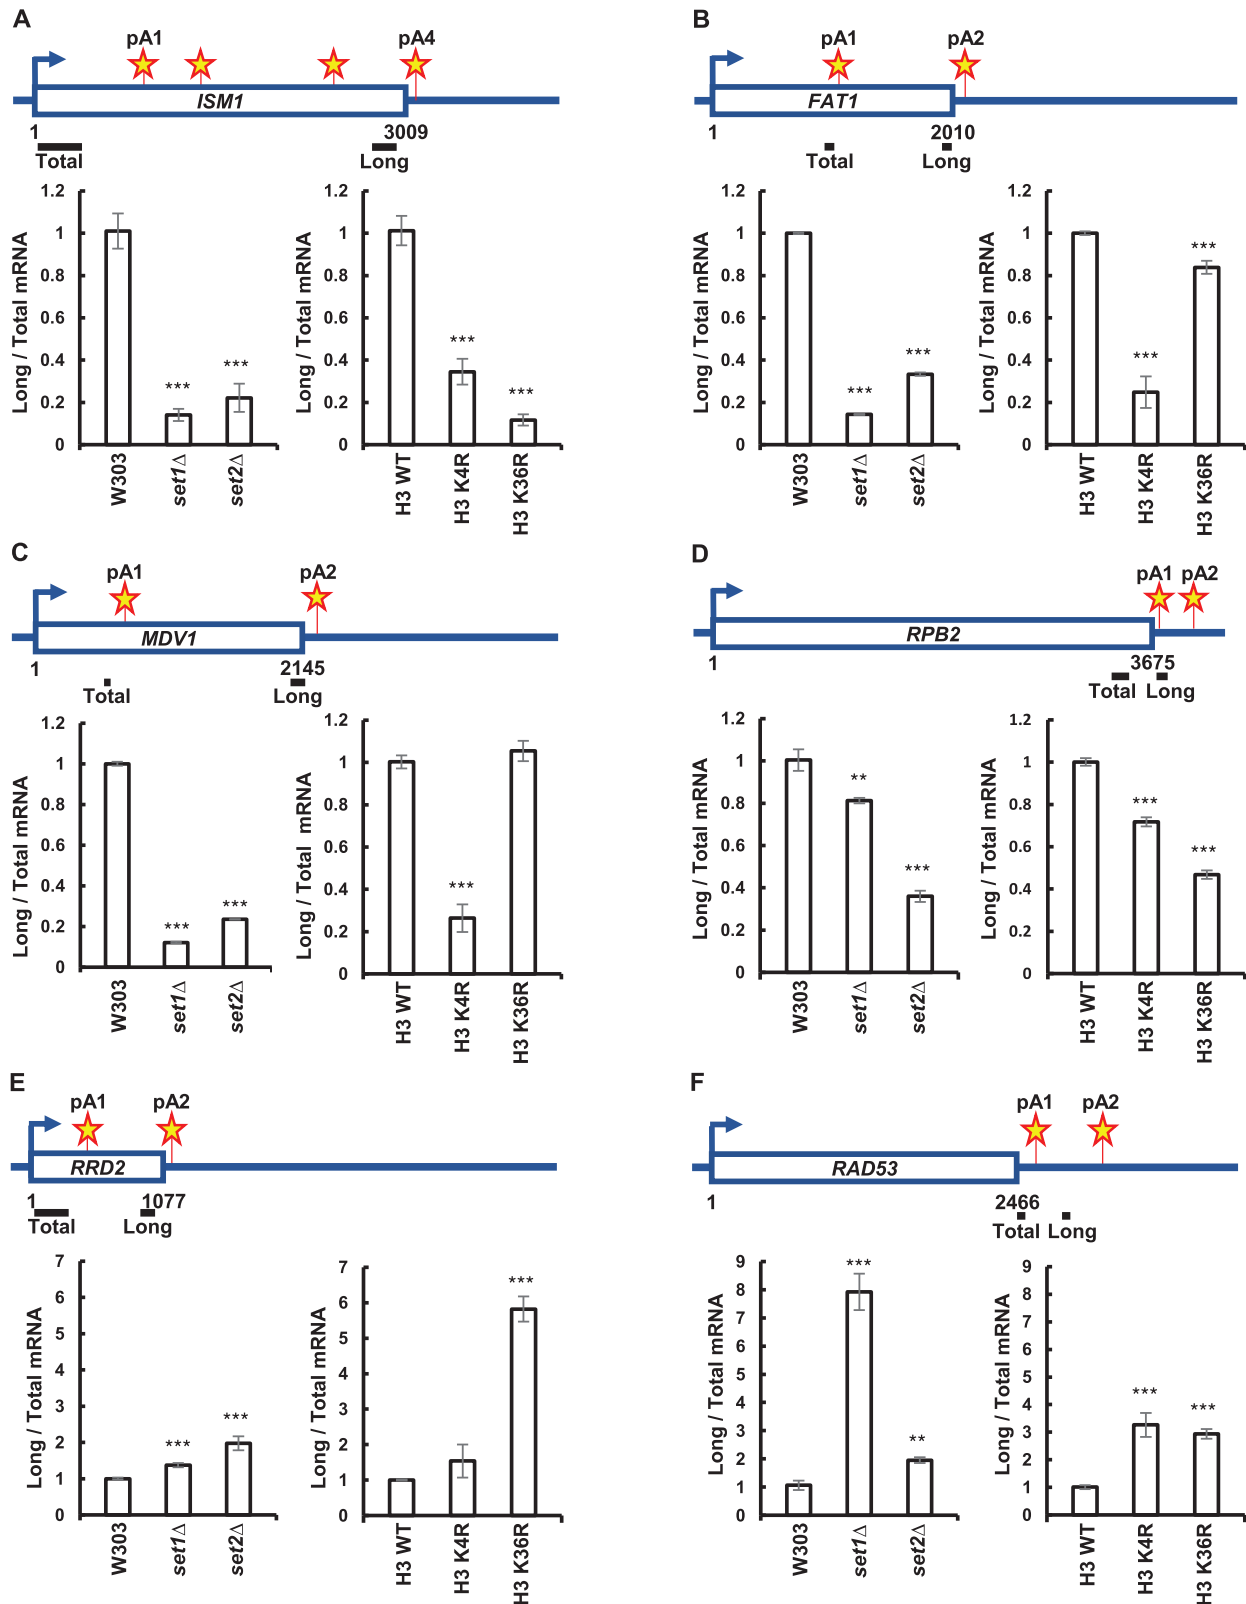 A
pA1 pA4
ISM1
1 3009
Total Long
Long / Total mRNA
1.2
1
0.8
0.6
0.4
0.2
0
*** ***
W303 set1Δ set2Δ
Long / Total mRNA
1.2
1
0.8
0.6
0.4
0.2
0
*** ***
H3 WT H3 K4R H3 K36R
B
pA1 pA2
FAT1
1 2010
Total Long
Long / Total mRNA
1.2
1
0.8
0.6
0.4
0.2
0
*** ***
W303 set1Δ set2Δ
Long / Total mRNA
1.2
1
0.8
0.6
0.4
0.2
0
*** ***
H3 WT H3 K4R H3 K36R
C
pA1 pA2
MDV1
1 2145
Total Long
Long / Total mRNA
1.2
1
0.8
0.6
0.4
0.2
0
*** ***
W303 set1Δ set2Δ
Long / Total mRNA
1.2
1
0.8
0.6
0.4
0.2
0
***
H3 WT H3 K4R H3 K36R
D
pA1 pA2
RPB2
1 3675
Total Long
Long / Total mRNA
1.2
1
0.8
0.6
0.4
0.2
0
** ***
W303 set1Δ set2Δ
Long / Total mRNA
1.2
1
0.8
0.6
0.4
0.2
0
*** ***
H3 WT H3 K4R H3 K36R
E
pA1 pA2
RRD2
1 1077
Total Long
Long / Total mRNA
7
6
5
4
3
2
1
0
*** ***
W303 set1Δ set2Δ
Long / Total mRNA
7
6
5
4
3
2
1
0
***
H3 WT H3 K4R H3 K36R
F
pA1 pA2
RAD53
1 2466
Total Long
Long / Total mRNA
9
8
7
6
5
4
3
2
1
0
*** **
W303 set1Δ set2Δ
Long / Total mRNA
9
8
7
6
5
4
3
2
1
0
*** ***
H3 WT H3 K4R H3 K36R